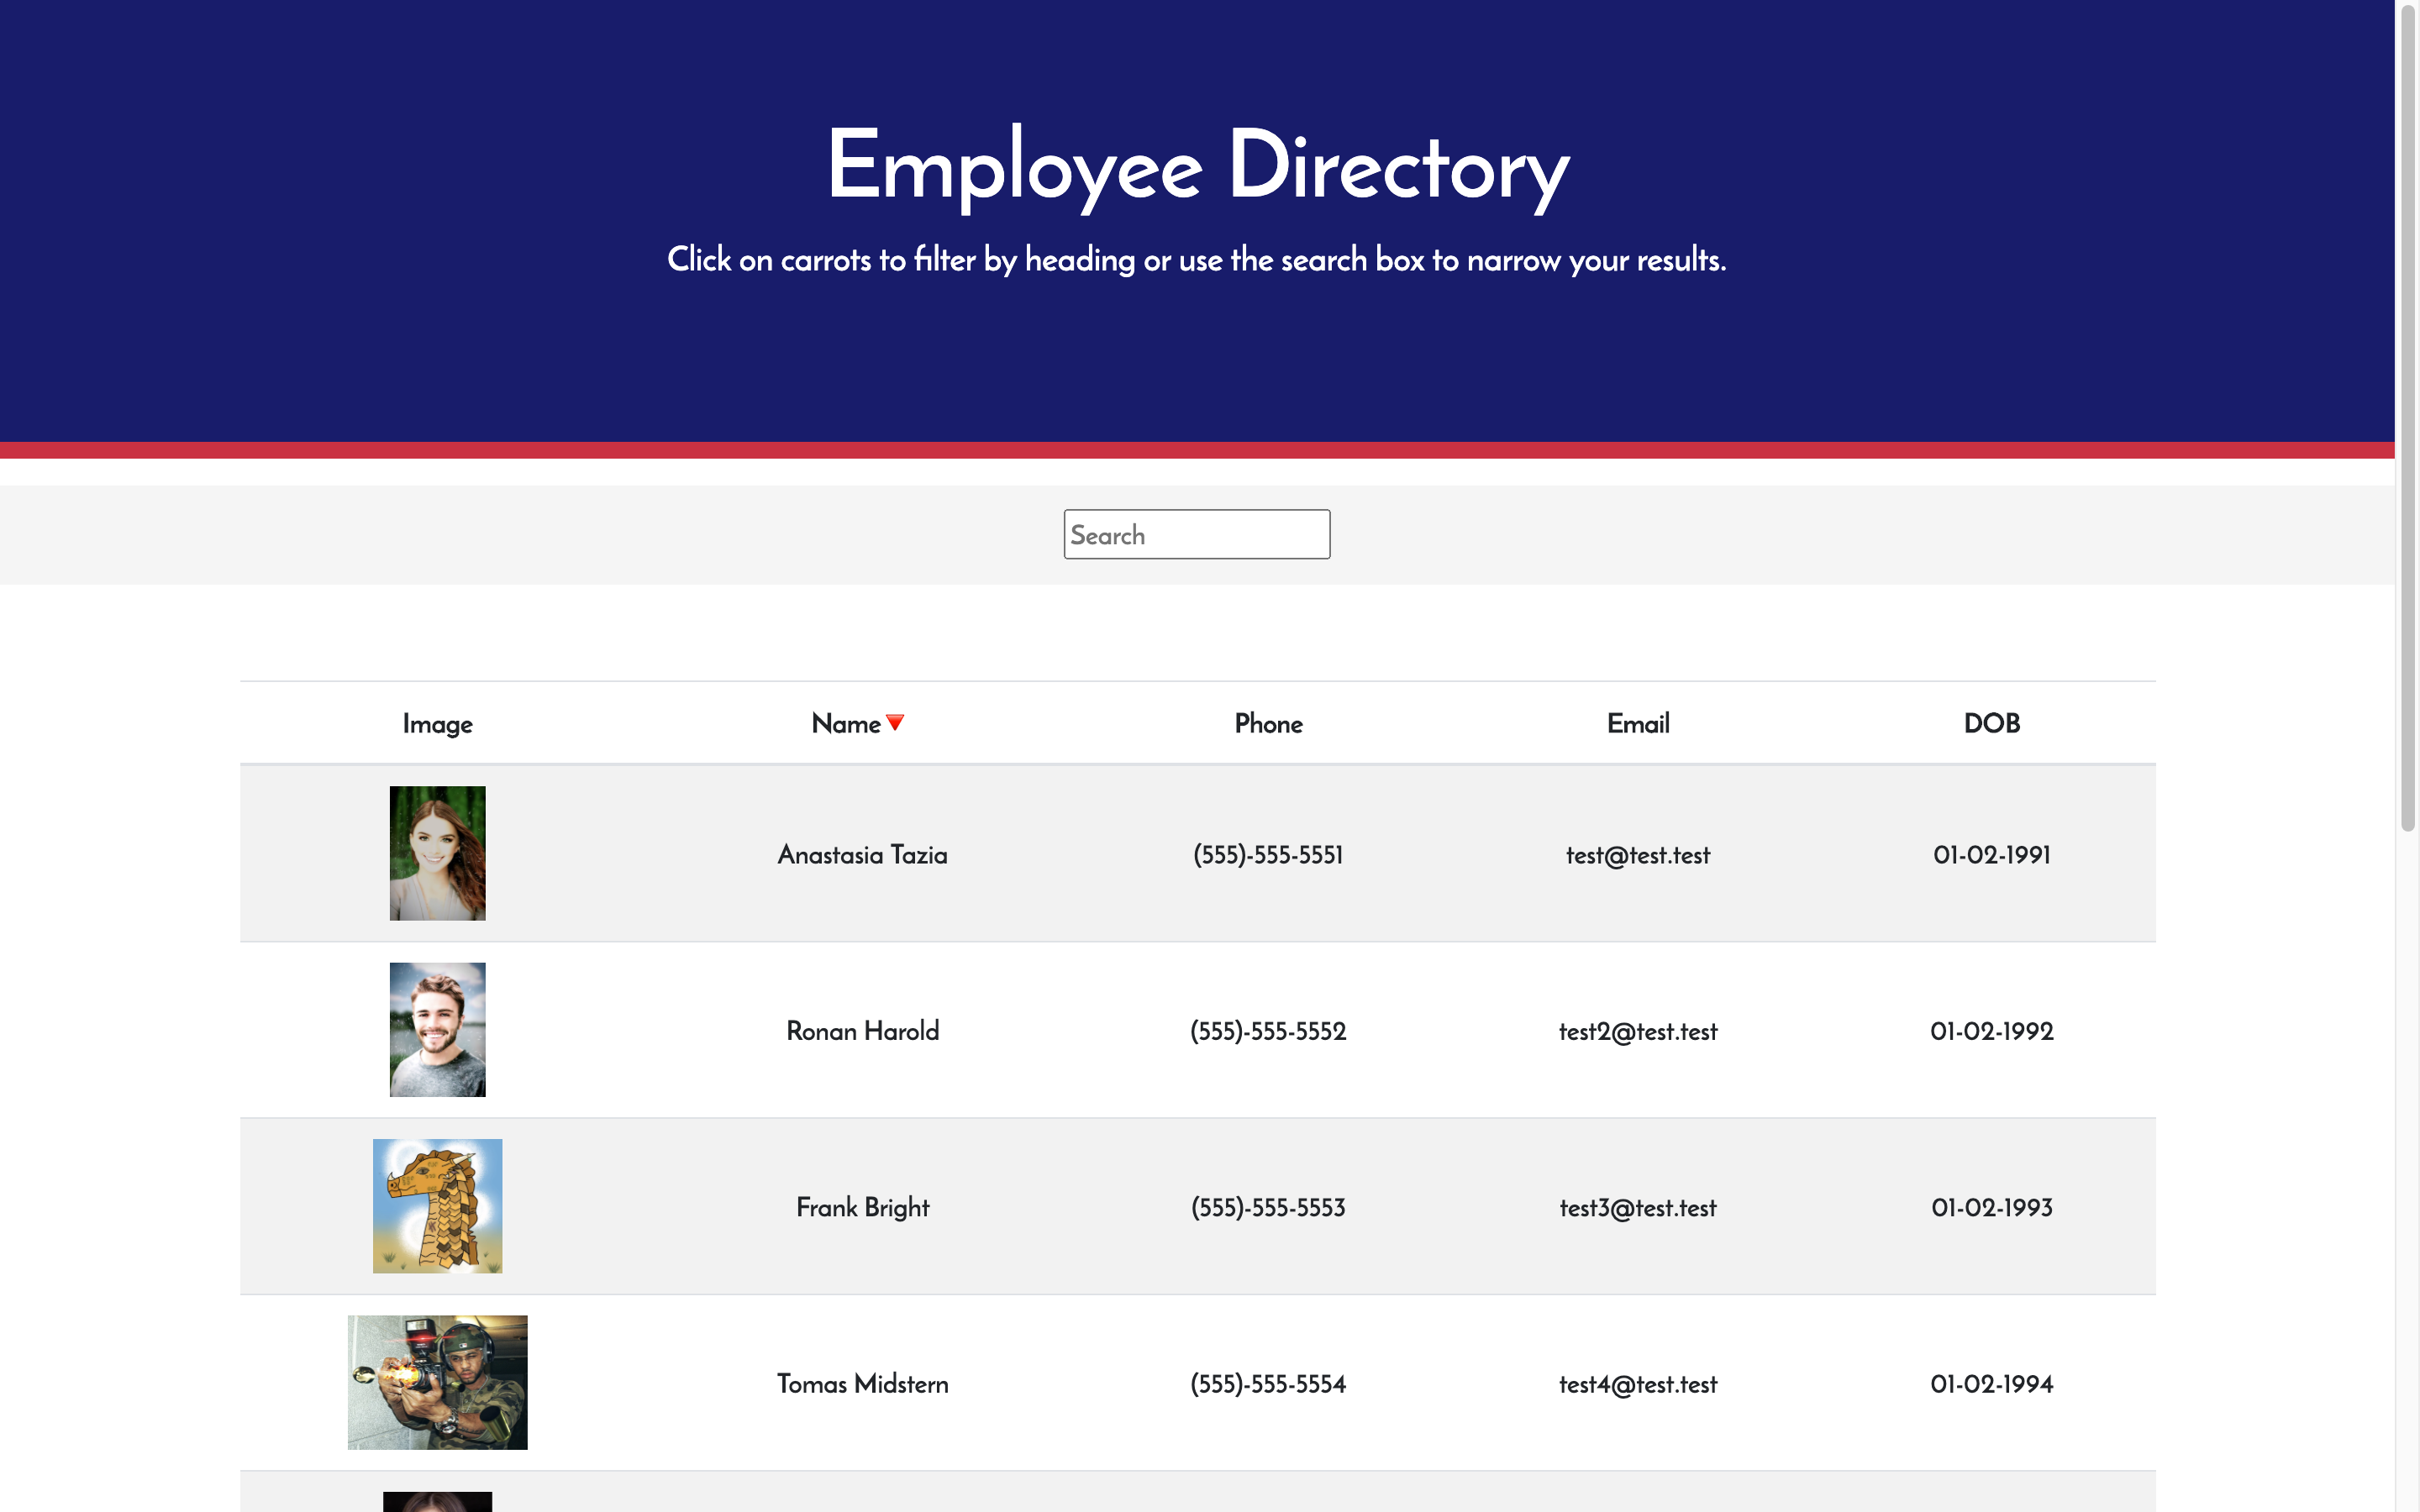 Employee Directory
Click on carrots to filter by heading or use the search box to narrow your results.
Search
Image Name Phone Email DOB
Anastasia Tazia (555)-555-5551 test@test.test 01-02-1991
Ronan Harold (555)-555-5552 test2@test.test 01-02-1992
Frank Bright (555)-555-5553 test3@test.test 01-02-1993
Tomas Midstern (555)-555-5554 test4@test.test 01-02-1994